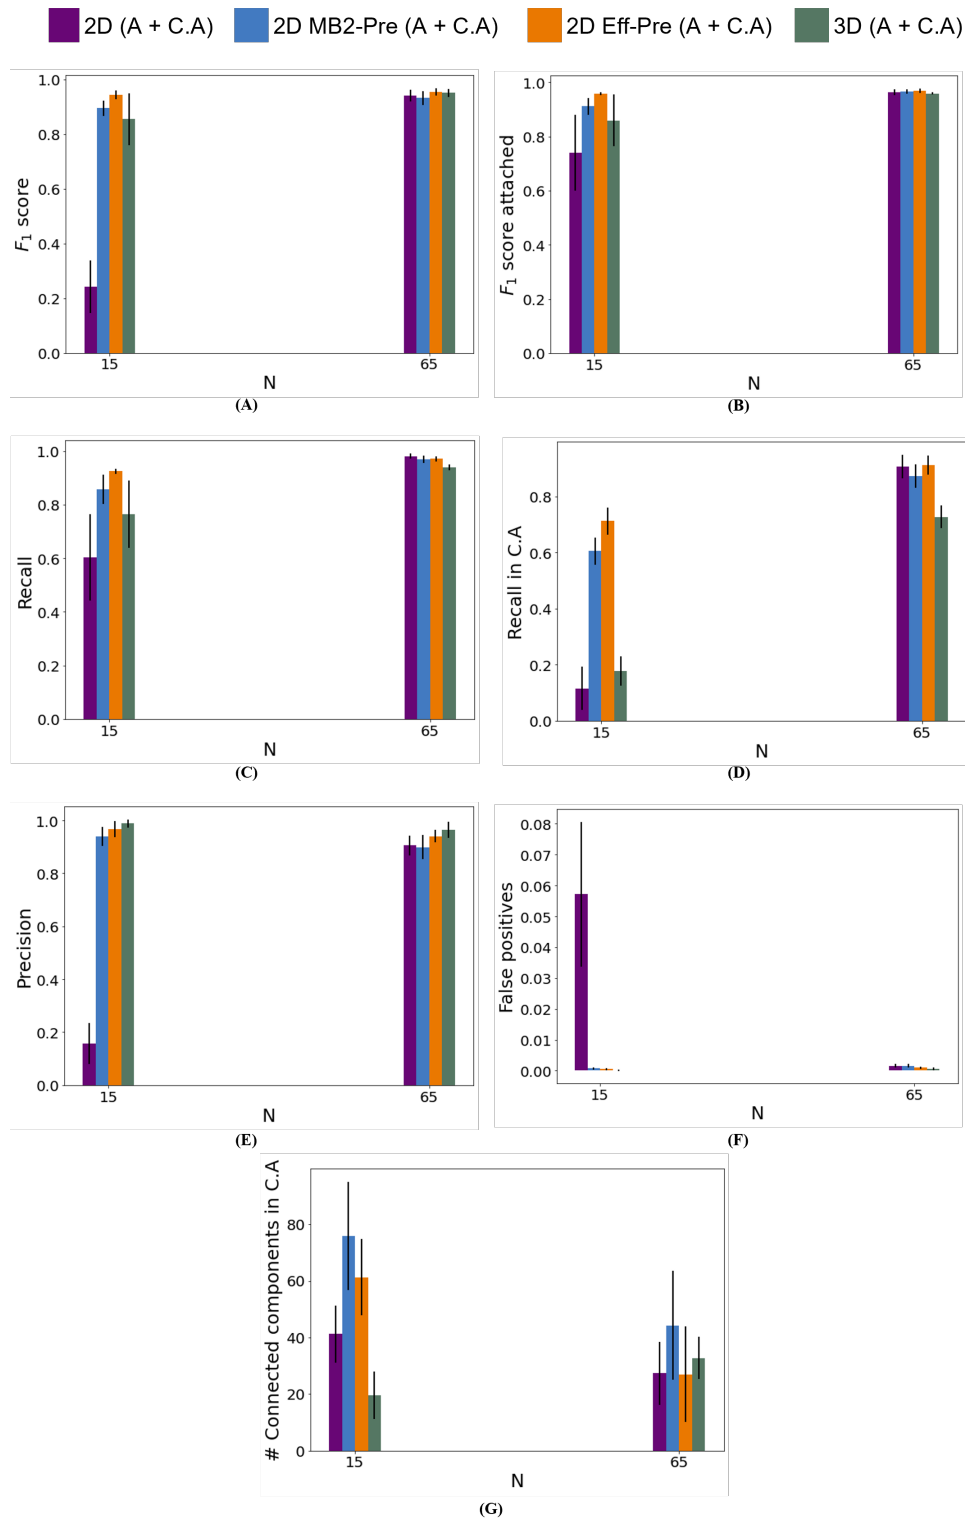 2D (A + C.A) 2D MB2-Pre (A + C.A) 2D Eff-Pre (A + C.A) 3D (A + C.A)
F1 score
1.0
0.8
0.6
0.4
0.2
0.0
15 65
N
(A)
F1 score attached
1.0
0.8
0.6
0.4
0.2
0.0
15 65
N
(B)
Recall
1.0
0.8
0.6
0.4
0.2
0.0
15 65
N
(C)
Recall in C.A
0.8
0.6
0.4
0.2
0.0
15 65
N
(D)
Precision
1.0
0.8
0.6
0.4
0.2
0.0
15 65
N
(E)
False positives
0.08
0.07
0.06
0.05
0.04
0.03
0.02
0.01
0.00
15 65
N
(F)
# Connected components in C.A
80
60
40
20
0
15 65
N
(G)